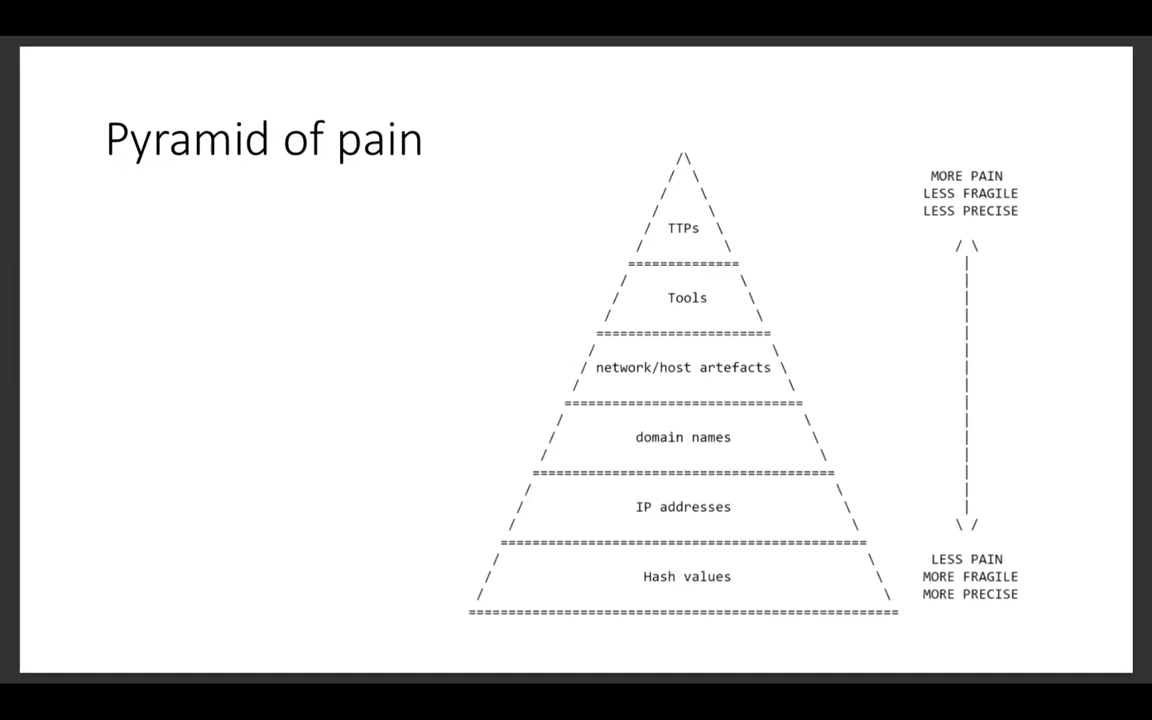 Pyramid of pain
MORE PAIN
LESS FRAGILE
LESS PRECISE
TTPs
Tools
network/host artefacts
domain names
IP addresses
Hash values
LESS PAIN
MORE FRAGILE
MORE PRECISE